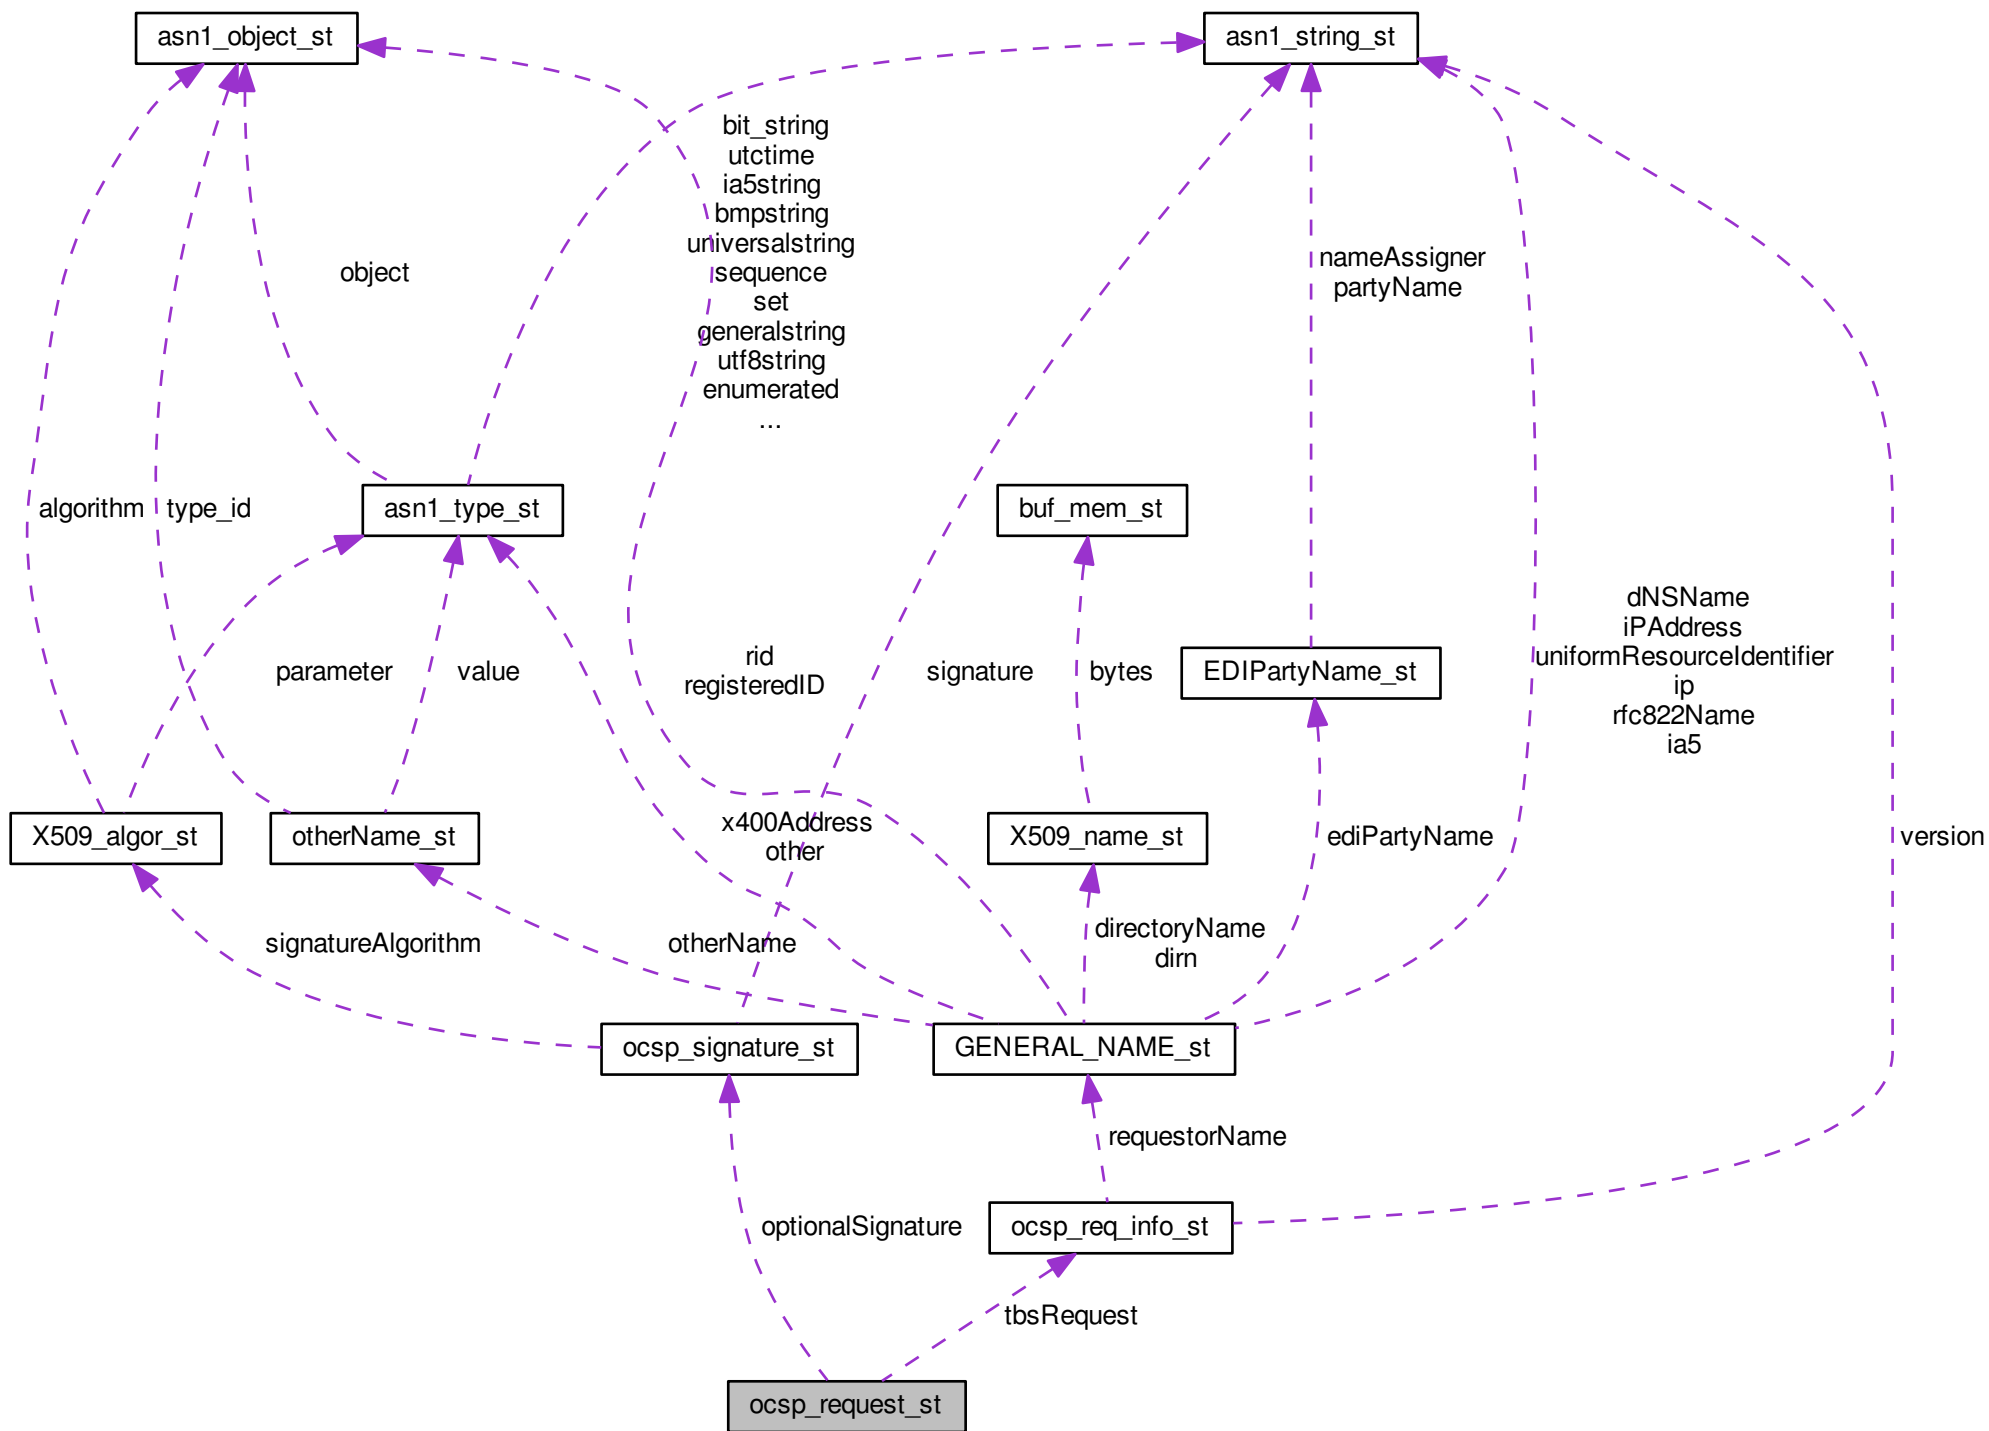 asn1_object_st
asn1_string_st
bit_string
utctime
ia5string
bmpstring
universalstring
sequence
set
generalstring
utf8string
enumerated
...
object
nameAssigner
partyName
algorithm
type_id
asn1_type_st
buf_mem_st
dNSName
iPAddress
uniformResourceIdentifier
ip
rfc822Name
ia5
parameter
value
rid
registeredID
signature
bytes
EDIPartyName_st
X509_algor_st
otherName_st
x400Address
other
X509_name_st
ediPartyName
version
signatureAlgorithm
otherName
directoryName
dirn
ocsp_signature_st
GENERAL_NAME_st
requestorName
optionalSignature
ocsp_req_info_st
tbsRequest
ocsp_request_st